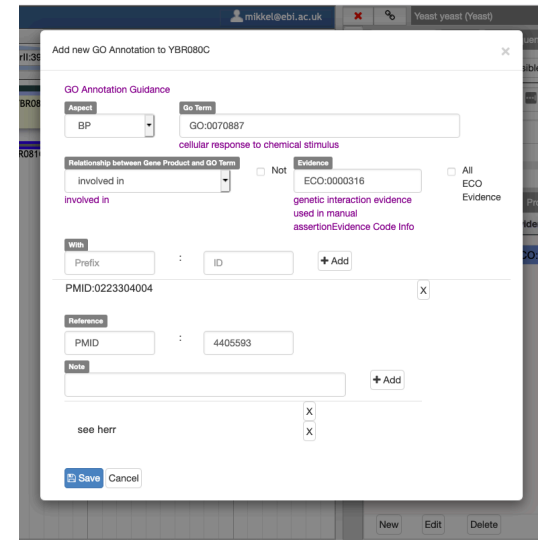 mikkel@ebi.ac.uk
Yeast yeast (Yeast)
Add new GO Annotation to YBR080C
×
GO Annotation Guidance
Aspect
Go Term
BP
GO:0070887
cellular response to chemical stimulus
Relationship between Gene Product and GO Term
Not
Evidence
All ECO Evidence
involved in
ECO:0000316
involved in
genetic interaction evidence
used in manual
assertionEvidence Code Info
With
Prefix
:
ID
+ Add
PMID:0223304004
X
Reference
PMID
:
4405593
Note
+ Add
X
see herr
X
Save
Cancel
New
Edit
Delete